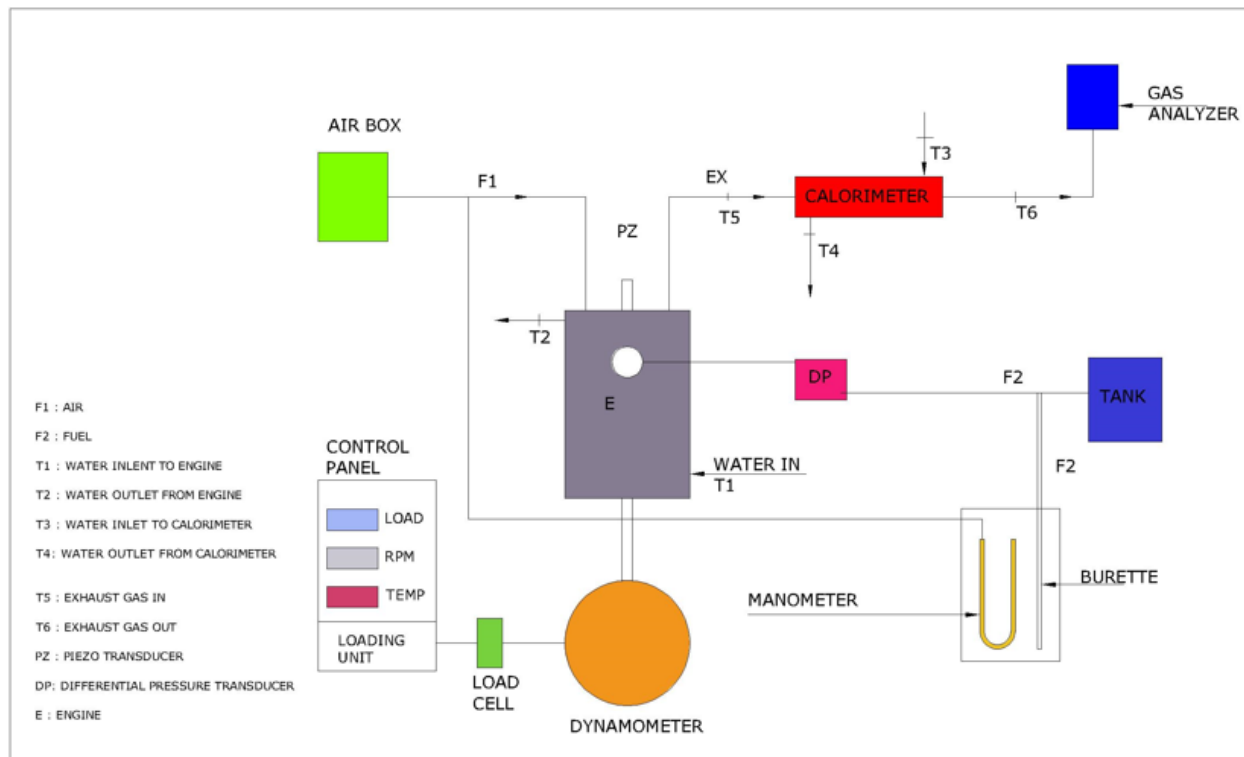 GAS
ANALYZER
AIR BOX
T3
F1
EX
CALORIMETER
T5
T6
PZ
T4
T2
DP
F2
TANK
E
F1 : AIR
F2 : FUEL
T1 : WATER INLENT TO ENGINE
T2 : WATER OUTLET FROM ENGINE
T3 : WATER INLET TO CALORIMETER
T4: WATER OUTLET FROM CALORIMETER
T5 : EXHAUST GAS IN
T6 : EXHAUST GAS OUT
PZ : PIEZO TRANSDUCER
DP: DIFFERENTIAL PRESSURE TRANSDUCER
E : ENGINE
CONTROL
PANEL
LOAD
RPM
TEMP
LOADING
UNIT
WATER IN
T1
F2
LOAD
CELL
DYNAMOMETER
MANOMETER
BURETTE